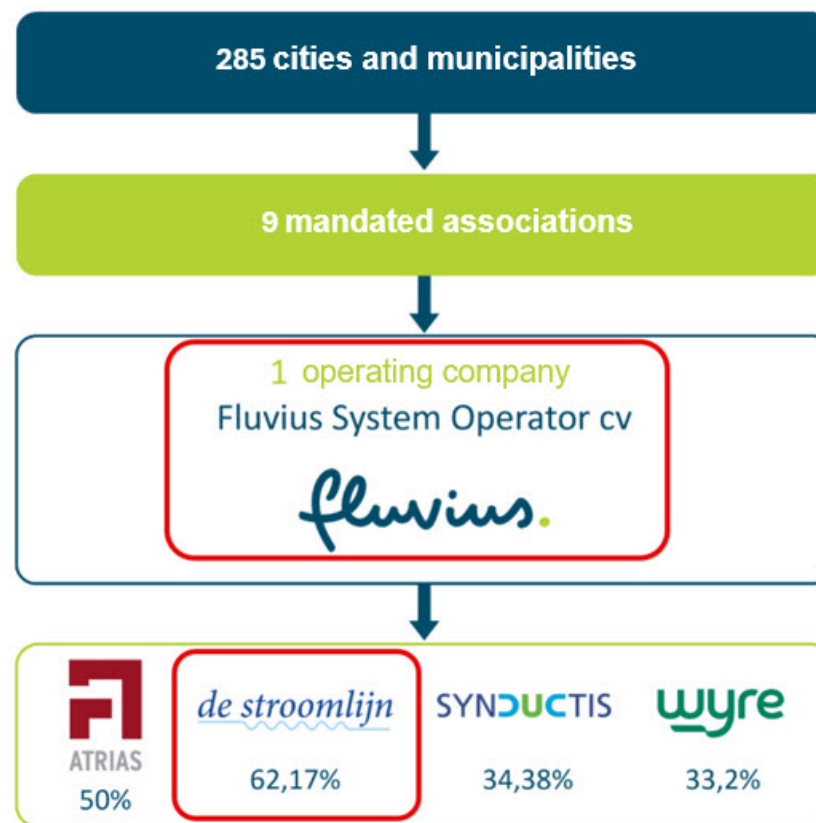 285 cities and municipalities
9 mandated associations
1 operating company
Fluvius System Operator cv
fluvius.
ATRIAS
50%
de stroomlijn
62,17%
SYNDUCTIS
34,38%
wyre
33,2%